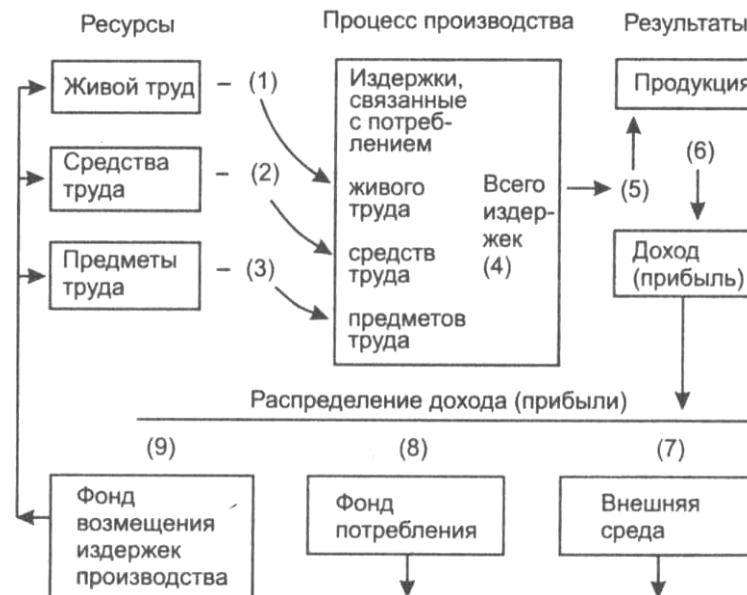 Ресурсы
Процесс производства
Результаты
Живой труд
– (1)
Средства
труда
– (2)
Предметы
труда
– (3)
Издержки,
связанные
с потреб-
лением
живого
труда
средств
труда
предметов
труда
Всего
издер-
жек
(4)
(5)
Продукция
(6)
Доход
(прибыль)
Распределение дохода (прибыли)
(9)
(8)
(7)
Фонд
возмещения
издержек
производства
Фонд
потребления
Внешняя
среда